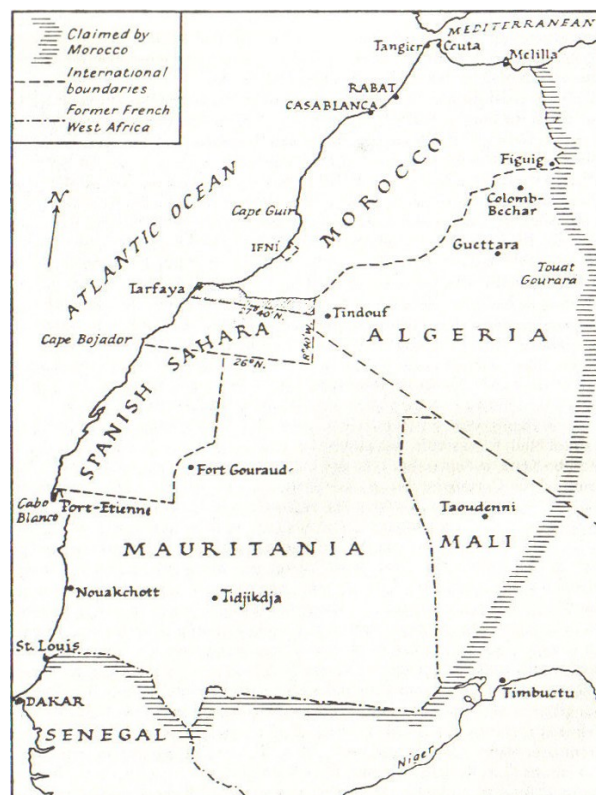 Claimed by
Morocco
International
boundaries
Former French
West Africa
MEDITERRANEAN
Tangier
Ceuta
Melilla
RABAT
CASABLANCA
Figuig
MOROCCO
Colomb-
Bechar
N
ATLANTIC OCEAN
Cape Guir
Guettara
IFNI
Touat
Gourara
Tarfaya
27°40'N.
Tindouf
ALGERIA
8°40'W.
Cape Bojador
26°N.
SPANISH SAHARA
Fort Gouraud
Cabo
Blanco
Port-Etienne
Taoudenni
MAURITANIA
MALI
Nouakchott
Tidjikdja
St. Louis
Timbuctu
DAKAR
SENEGAL
Niger